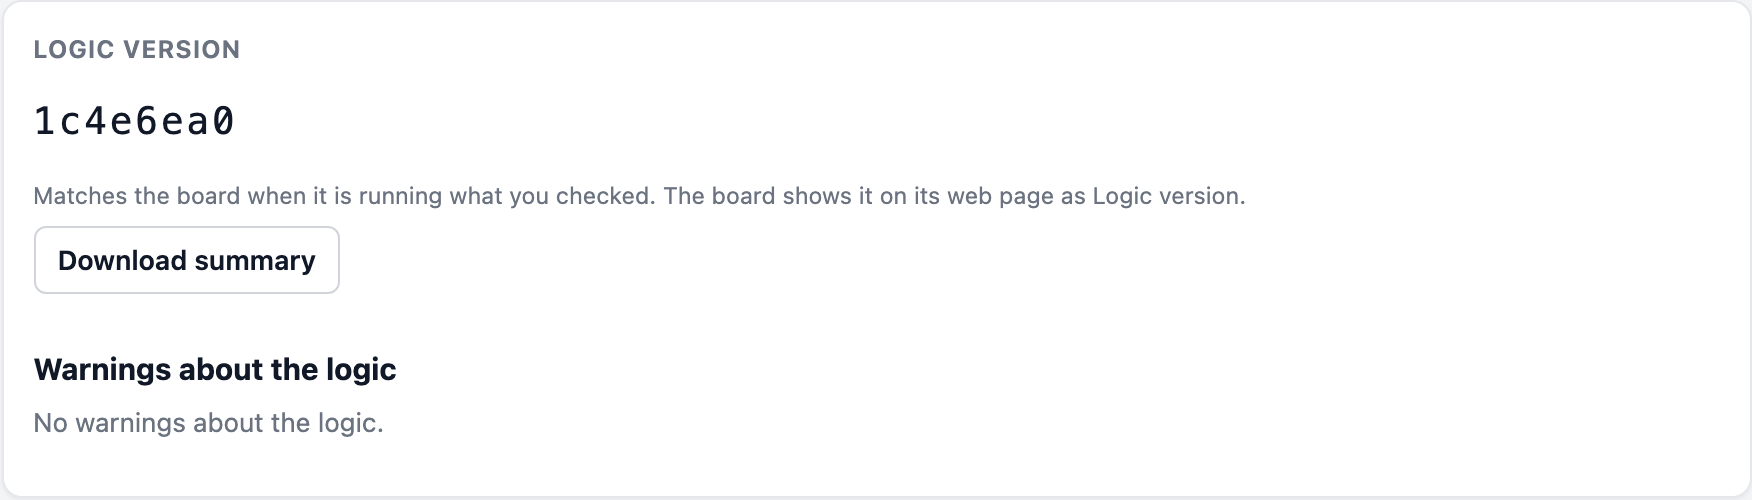 LOGIC VERSION
1c4e6ea0
Matches the board when it is running what you checked. The board shows it on its web page as Logic version.
Download summary
Warnings about the logic
No warnings about the logic.